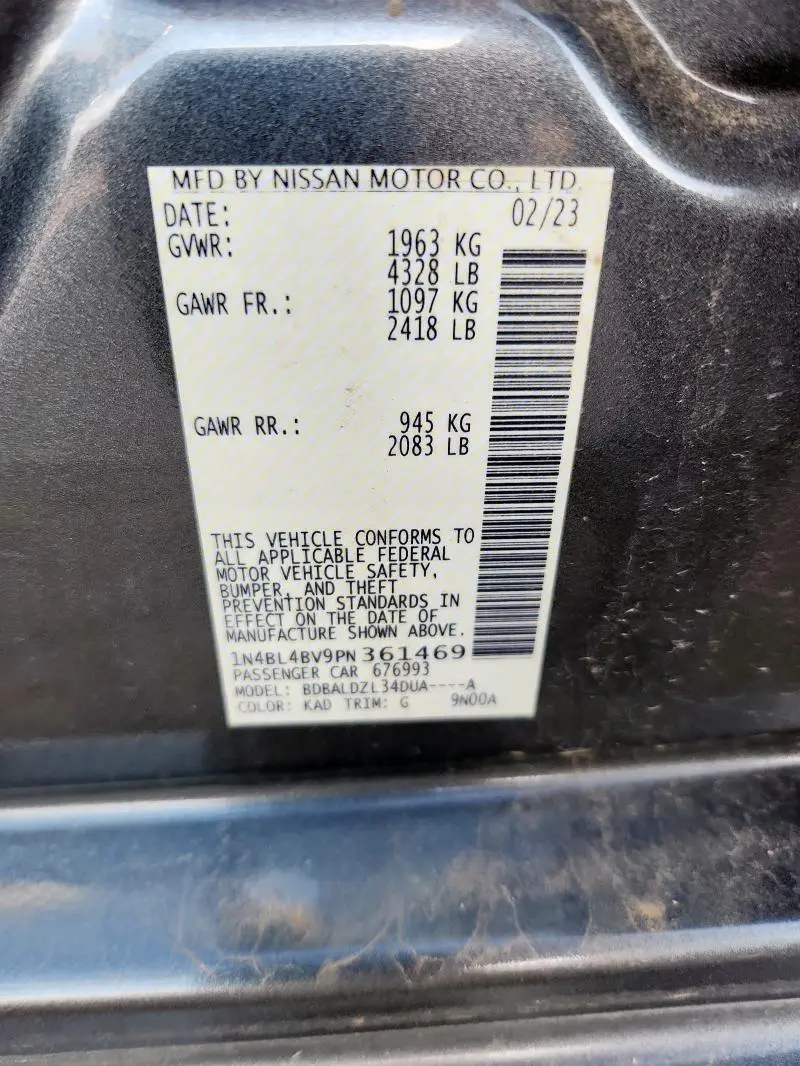 MFD BY NISSAN MOTOR CO., LTD.
DATE: 02/23
GVWR: 1963 KG
4328 LB
GAWR FR.: 1097 KG
2418 LB
GAWR RR.: 945 KG
2083 LB
THIS VEHICLE CONFORMS TO
ALL APPLICABLE FEDERAL
MOTOR VEHICLE SAFETY,
BUMPER, AND THEFT
PREVENTION STANDARDS IN
EFFECT ON THE DATE OF
MANUFACTURE SHOWN ABOVE.
1N4BL4BV9PN361469
PASSENGER CAR 676993
MODEL: BDBALDZL34DUA----A
COLOR: KAD TRIM: G 9N00A